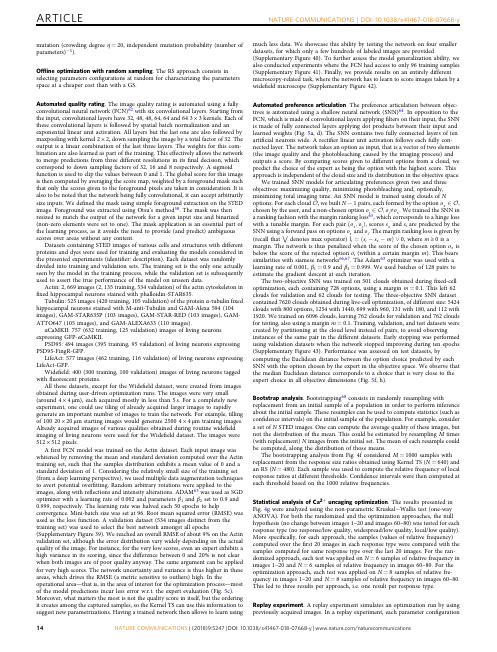 ARTICLE
NATURE COMMUNICATIONS | DOI: 10.1038/s41467-018-07668-y
mutation (crowding degree η = 20, independent mutation probability (number of
parameters)⁻¹).
Offline optimization with random sampling. The RS approach consists in
selecting parameters configurations at random for characterizing the parameters
space at a cheaper cost than with a GS.
Automated quality rating. The image quality rating is automated using a fully
convolutional neural network (FCN)⁶² with six convolutional layers. Starting from
the input, convolutional layers have 32, 48, 48, 64, 64 and 64 3 × 3 kernels. Each of
these convolutional layers is followed by spatial batch normalization and an
exponential linear unit activation. All layers but the last one are also followed by
maxpooling with kernel 2 × 2, down sampling the image by a total factor of 32. The
output is a linear combination of the last three layers. The weights for this com-
bination are also learned as part of the training. This effectively allows the network
to merge predictions from three different resolutions in its final decision, which
correspond to down sampling factors of 32, 16 and 8 respectively. A sigmoid
function is used to clip the values between 0 and 1. The global score for this image
is then computed by averaging the score map, weighted by a foreground mask such
that only the scores given to the foreground pixels are taken in consideration. It is
also to be noted that the network being fully convolutional, it can accept arbitrarily
size inputs. We defined the mask using simple foreground extraction on the STED
image. Foreground was extracted using Otsu's method⁵⁸. The mask was then
resized to match the output of the network for a given input size and binarized
(non-zero elements were set to one). The mask application is an essential part of
the learning process, as it avoids the need to provide (and predict) ambiguous
scores over areas without any content.
Datasets containing STED images of various cells and structures with different
proteins and dyes were used for training and evaluating the models considered in
the presented experiments (identifier: description). Each dataset was randomly
divided into training and validation sets. The training set is the only one actually
seen by the model in the training process, while the validation set is subsequently
used to assert the true performance of the model on unseen data.
Actin: 2, 669 images (2, 135 training, 534 validation) of the actin cytoskeleton in
fixed hippocampal neurons stained with phalloidin-STAR635.
Tubulin: 525 images (420 training, 105 validation) of the protein α-tubulin fixed
hippocampal neurons stained with M-anti-Tubulin and GAM-Alexa 594 (104
images), GAM-STAR635P (103 images), GAM-STAR-RED (103 images), GAM-
ATTO647 (105 images), and GAM-ALEXA633 (110 images).
αCaMKII: 757 (632 training, 125 validation) images of living neurons
expressing GFP-αCaMKII.
PSD95: 494 images (395 training, 95 validation) of living neurons expressing
PSD95-FingR-GFP.
LifeAct: 577 images (462 training, 116 validation) of living neurons expressing
LifeAct-GFP.
Widefield: 400 (300 training, 100 validation) images of living neurons tagged
with fluorescent proteins.
All these datasets, except for the Widefield dataset, were created from images
obtained during user-driven optimization runs. The images were very small
(around 4 × 4 μm), each acquired mostly in less than 5 s. For a completely new
experiment, one could use tiling of already acquired larger images to rapidly
generate an important number of images to train the network. For example, tiling
of 100 20 × 20 μm starting images would generate 2500 4 × 4 μm training images.
Already acquired images of various qualities obtained during routine widefield
imaging of living neurons were used for the Widefield dataset. The images were
512 × 512 pixels.
A first FCN model was trained on the Actin dataset. Each input image was
whitened by removing the mean and standard deviation computed over the Actin
training set, such that the samples distribution exhibits a mean value of 0 and a
standard deviation of 1. Considering the relatively small size of the training set
(from a deep learning perspective), we used multiple data augmentation techniques
to avert potential overfitting. Random arbitrary rotations were applied to the
images, along with reflections and intensity alterations. ADAM⁶³ was used as SGD
optimizer with a learning rate of 0.002 and parameters β₁ and β₂ set to 0.9 and
0.999, respectively. The learning rate was halved each 50 epochs to help
convergence. Mini-batch size was set at 96. Root mean squared error (RMSE) was
used as the loss function. A validation dataset (534 images distinct from the
training set) was used to select the best network amongst all epochs
(Supplementary Figure 39). We reached an overall RMSE of about 9% on the Actin
validation set, although the error distribution vary widely depending on the actual
quality of the image. For instance, for the very low scores, even an expert exhibits a
high variance in its scoring, since the difference between 0 and 20% is not clear
when both images are of poor quality anyway. The same argument can be applied
for very high scores. The network uncertainty and variance is thus higher in these
areas, which drives the RMSE (a metric sensitive to outliers) high. In the
operational area—that is, in the area of interest for the optimization process—most
of the model predictions incur less error w.r.t. the expert evaluation (Fig. 5c).
Moreover, what matters the most is not the quality score in itself, but the ordering
it creates among the captured samples, so the Kernel TS can use this information to
suggest new parametrizations. Having a trained network then allows to learn using
much less data. We showcase this ability by testing the network on four smaller
datasets, for which only a few hundreds of labeled images are provided
(Supplementary Figure 40). To further assess the model generalization ability, we
also conducted experiments where the FCN had access to only 96 training samples
(Supplementary Figure 41). Finally, we provide results on an entirely different
microscopy-related task, where the network has to learn to score images taken by a
widefield microscope (Supplementary Figure 42).
Automated preference articulation. The preference articulation between objec-
tives is automated using a shallow neural network (SNN)⁶⁴. In opposition to the
FCN, which is made of convolutional layers applying filters on their input, the SNN
is made of fully connected layers applying dot products between their input and
learned weights (Fig. 5a, d). The SNN contains two fully connected layers of ten
artificial neurons wide. A rectifier linear unit activation follows each fully con-
nected layer. The network takes an option as input, that is a vector of two elements
(the image quality and the photobleaching caused by the imaging process) and
outputs a score. By comparing scores given to different options from a cloud, we
predict the choice of the expert as being the option with the highest score. This
approach is independent of the cloud size and its distribution in the objective space.
We trained SNN models for articulating preferences given two and three
objectives: maximizing quality, minimizing photobleaching and, optionally,
minimizing total imaging time. An SNN model is trained using clouds of N
options. For each cloud O, we built N − 1 pairs, each formed by the option o₊ ∈ O,
chosen by the user, and a non-chosen option oⱼ ∈ O, oⱼ≠o₊. We trained the SNN in
a ranking fashion with the margin ranking loss⁶⁵, which corresponds to a hinge loss
with a tunable margin. For each pair (o₊, oⱼ), scores s₊ and sⱼ are predicted by the
SNN using a forward pass on options o₊ and oⱼ. The margin ranking loss is given by
margin. The network is thus penalized when the score of the chosen option o₊ is
below the score of the rejected option oⱼ (within a certain margin m). This bears
learning rate of 0.001, β₁ = 0.9 and β₂ = 0.999. We used batches of 128 pairs to
estimate the gradient descent at each iteration.
The two-objective SNN was trained on 501 clouds obtained during fixed-cell
optimization, each containing 128 options, using a margin m = 0.1. This left 62
clouds for validation and 62 clouds for testing. The three-objective SNN dataset
contained 7620 clouds obtained during live-cell optimization, of different size: 5424
clouds with 800 options, 1234 with 1440, 699 with 960, 131 with 180, and 112 with
1920. We trained on 6096 clouds, leaving 762 clouds for validation and 762 clouds
for testing, also using a margin m = 0.1. Training, validation, and test datasets were
created by partitioning at the cloud level instead of pairs, to avoid observing
instances of the same pair in the different datasets. Early stopping was performed
using validation datasets when the network stopped improving during ten epochs
(Supplementary Figure 43). Performance was assessed on test datasets, by
computing the Euclidean distance between the option choice predicted by each
SNN with the option chosen by the expert in the objective space. We observe that
the median Euclidean distance corresponds to a choice that is very close to the
expert choice in all objective dimensions (Fig. 5f, h).
Bootstrap analysis. Bootstrapping⁶⁸ consists in randomly resampling with
replacement from an initial sample of a population in order to perform inference
about the initial sample. These resamples can be used to compute statistics (such as
confidence intervals) on the initial sample of the population. For example, consider
a set of N STED images. One can compute the average quality of these images, but
not the distribution of the mean. This could be estimated by resampling M times
(with replacement) N images from the initial set. The mean of each resample could
be computed, along the distribution of those means.
The bootstrapping analysis from Fig. 4f considered M = 1000 samples with
replacement from the response size ratios obtained using Kernel TS (N = 640) and
an RS (N = 480). Each sample was used to compute the relative frequency of local
response ratios at different thresholds. Confidence intervals were then computed at
each threshold based on the 1000 relative frequencies.
Statistical analysis of Ca²⁺ uncaging optimization. The results presented in
Fig. 4g were analyzed using the non-parametric Kruskal–Wallis test (one-way
ANOVA). For both the randomized and the optimization approaches, the null
hypothesis (no change between images 1–20 and images 60–80) was tested for each
response type (no response/low quality, widespread/low quality, local/low quality).
More specifically, for each approach, the samples (values of relative frequency)
computed over the first 20 images of each response type were compared with the
samples computed for same response type over the last 20 images. For the ran-
domized approach, each test was applied on N = 6 samples of relative frequency in
images 1–20 and N = 6 samples of relative frequency in images 60–80. For the
optimization approach, each test was applied on N = 8 samples of relative fre-
quency in images 1–20 and N = 8 samples of relative frequency in images 60–80.
This led to three results per approach, i.e. one result per response type.
Replay experiment. A replay experiment simulates an optimization run by using
previously acquired images. In a replay experiment, each parameter configuration
14
NATURE COMMUNICATIONS | (2018)9:5247 | DOI: 10.1038/s41467-018-07668-y | www.nature.com/naturecommunications